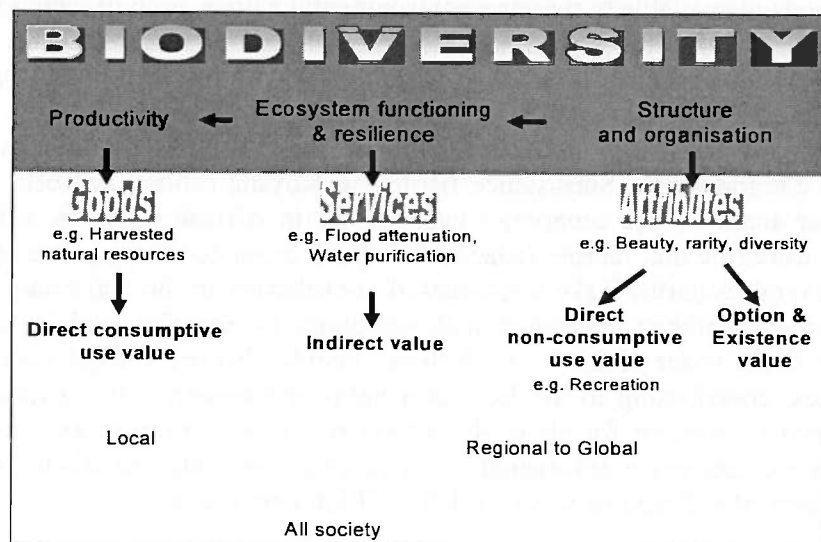 BIODIVERSITY
Productivity
Ecosystem functioning
& resilience
Structure
and organisation
Goods
e.g. Harvested
natural resources
Services
e.g. Flood attenuation,
Water purification
Attributes
e.g. Beauty, rarity, diversity
Direct consumptive
use value
Indirect value
Direct
non-consumptive
use value
e.g. Recreation
Option &
Existence
value
Local
Regional to Global
All society